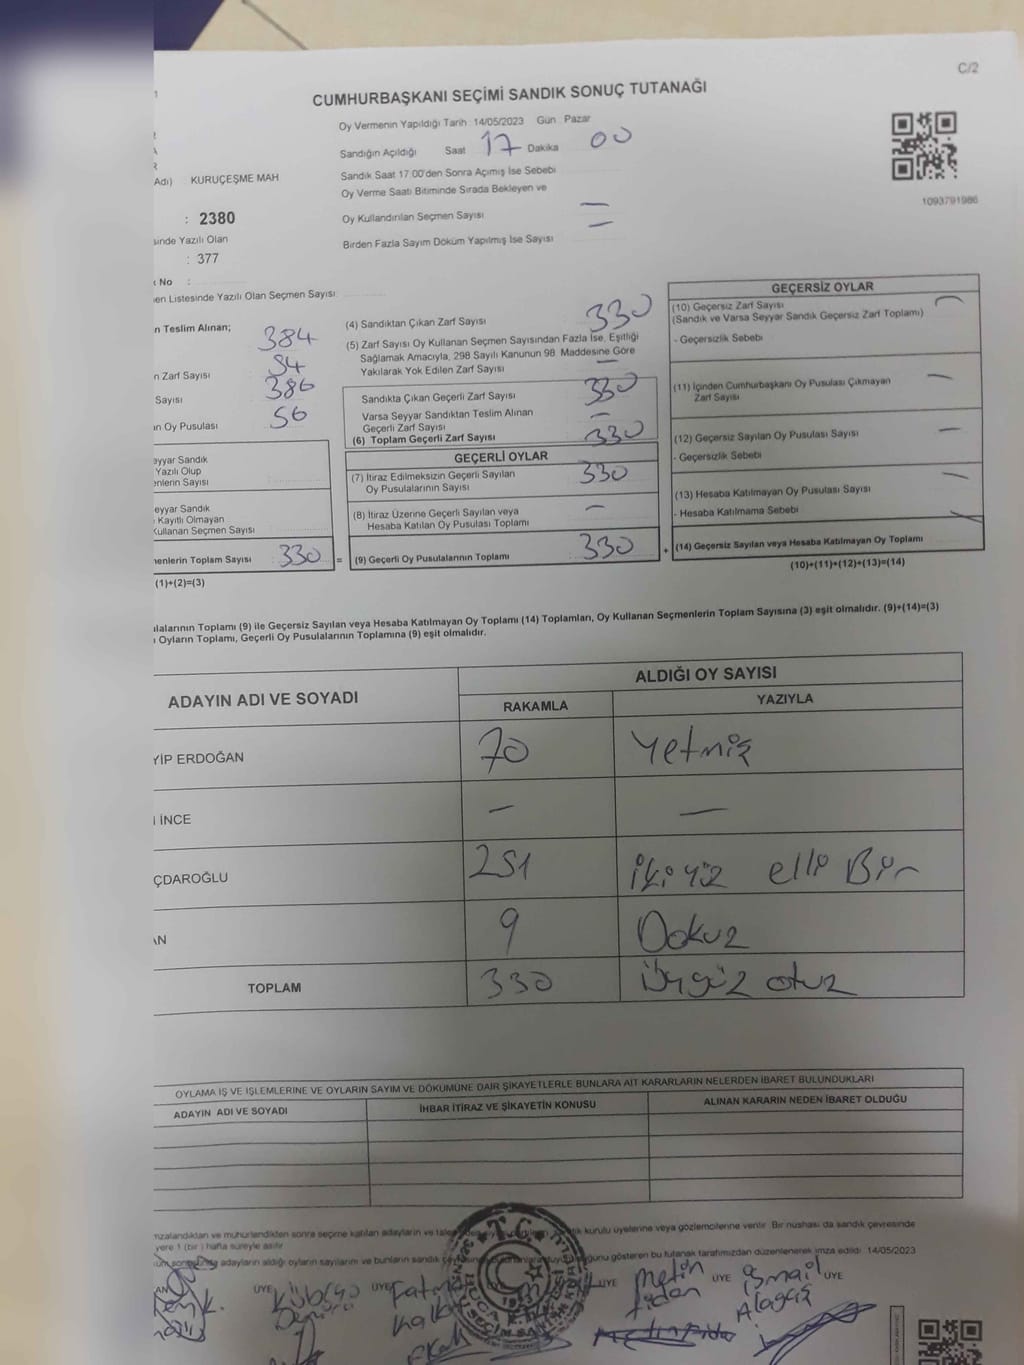 C/2
CUMHURBAŞKANI SEÇİMİ SANDIK SONUÇ TUTANAĞI
Oy Vermenin Yapıldığı Tarih 14/05/2023 Gün Pazar
Sandığın Açıldığı Saat 17 Dakika 00
Adı) KURUÇEŞME MAH
Sandık Saat 17:00'den Sonra Açımış İse Sebebi
Oy Verme Saati Bitiminde Sırada Bekleyen ve
Oy Kullandırılan Seçmen Sayısı —
Birden Fazla Sayım Döküm Yapılmış İse Sayısı —
1093791986
: 2380
sinde Yazılı Olan
: 377
k No :
en Listesinde Yazılı Olan Seçmen Sayısı
n Teslim Alınan;
384
n Zarf Sayısı 54
Sayısı 386
n Oy Pusulası 56
eyyar Sandık
Yazılı Olup
enlerin Sayısı
eyyar Sandık
Kayıtlı Olmayan
Kullanan Seçmen Sayısı
menlerin Toplam Sayısı 330 =
(1)+(2)=(3)
(4) Sandıktan Çıkan Zarf Sayısı 330
(5) Zarf Sayısı Oy Kullanan Seçmen Sayısından Fazla İse, Eşitliği
Sağlamak Amacıyla, 298 Sayılı Kanunun 98. Maddesine Göre
Yakılarak Yok Edilen Zarf Sayısı —
Sandıkta Çıkan Geçerli Zarf Sayısı 330
Varsa Seyyar Sandıktan Teslim Alınan
Geçerli Zarf Sayısı —
(6) Toplam Geçerli Zarf Sayısı 330
GEÇERLİ OYLAR
(7) İtiraz Edilmeksizin Geçerli Sayılan
Oy Pusulalarının Sayısı 330
(8) İtiraz Üzerine Geçerli Sayılan veya
Hesaba Katılan Oy Pusulası Toplamı —
(9) Geçerli Oy Pusulalarının Toplamı 330 +
GEÇERSİZ OYLAR
(10) Geçersiz Zarf Sayısı —
(Sandık ve Varsa Seyyar Sandık Geçersiz Zarf Toplamı)
- Geçersizlik Sebebi
(11) İçinden Cumhurbaşkanı Oy Pusulası Çıkmayan —
Zarf Sayısı
(12) Geçersiz Sayılan Oy Pusulası Sayısı —
- Geçersizlik Sebebi
(13) Hesaba Katılmayan Oy Pusulası Sayısı —
- Hesaba Katılmama Sebebi
(14) Geçersiz Sayılan veya Hesaba Katılmayan Oy Toplamı —
(10)+(11)+(12)+(13)=(14)
ulalarının Toplamı (9) ile Geçersiz Sayılan veya Hesaba Katılmayan Oy Toplamı (14) Toplamları, Oy Kullanan Seçmenlerin Toplam Sayısına (3) eşit olmalıdır. (9)+(14)=(3)
Oyların Toplamı, Geçerli Oy Pusulalarının Toplamına (9) eşit olmalıdır.
ADAYIN ADI VE SOYADI ALDIĞI OY SAYISI
RAKAMLA YAZIYLA
YİP ERDOĞAN 70 Yetmiş
İNCE — —
ÇDAROĞLU 251 ikiyüz elli Bir
AN 9 Dokuz
TOPLAM 330 üçyüz otuz
OYLAMA İŞ VE İŞLEMLERİNE VE OYLARIN SAYIM VE DÖKÜMÜNE DAİR ŞİKAYETLERLE BUNLARA AİT KARARLARIN NELERDEN İBARET BULUNDUKLARI
ADAYIN ADI VE SOYADI İHBAR İTİRAZ VE ŞİKAYETİN KONUSU ALINAN KARARIN NEDEN İBARET OLDUĞU
mzalandıktan ve mühürlendikten sonra seçime katılan adayların ve kurulu üyelerine veya gözlemcilerine verilir. Bir nüshası da sandık çevresinde
yere 1 (bir) hafta süreyle asılır
adayların aldığı oyların sayılarını ve bunların sandık gösteren bu tutanak tarafımızdan düzenlenerek imza edildi. 14/05/2023
ÜYE Kübra ÜYE Fatma ÜYE Metin ÜYE İsmail ÜYE
Fidan Alagaş
T.C.